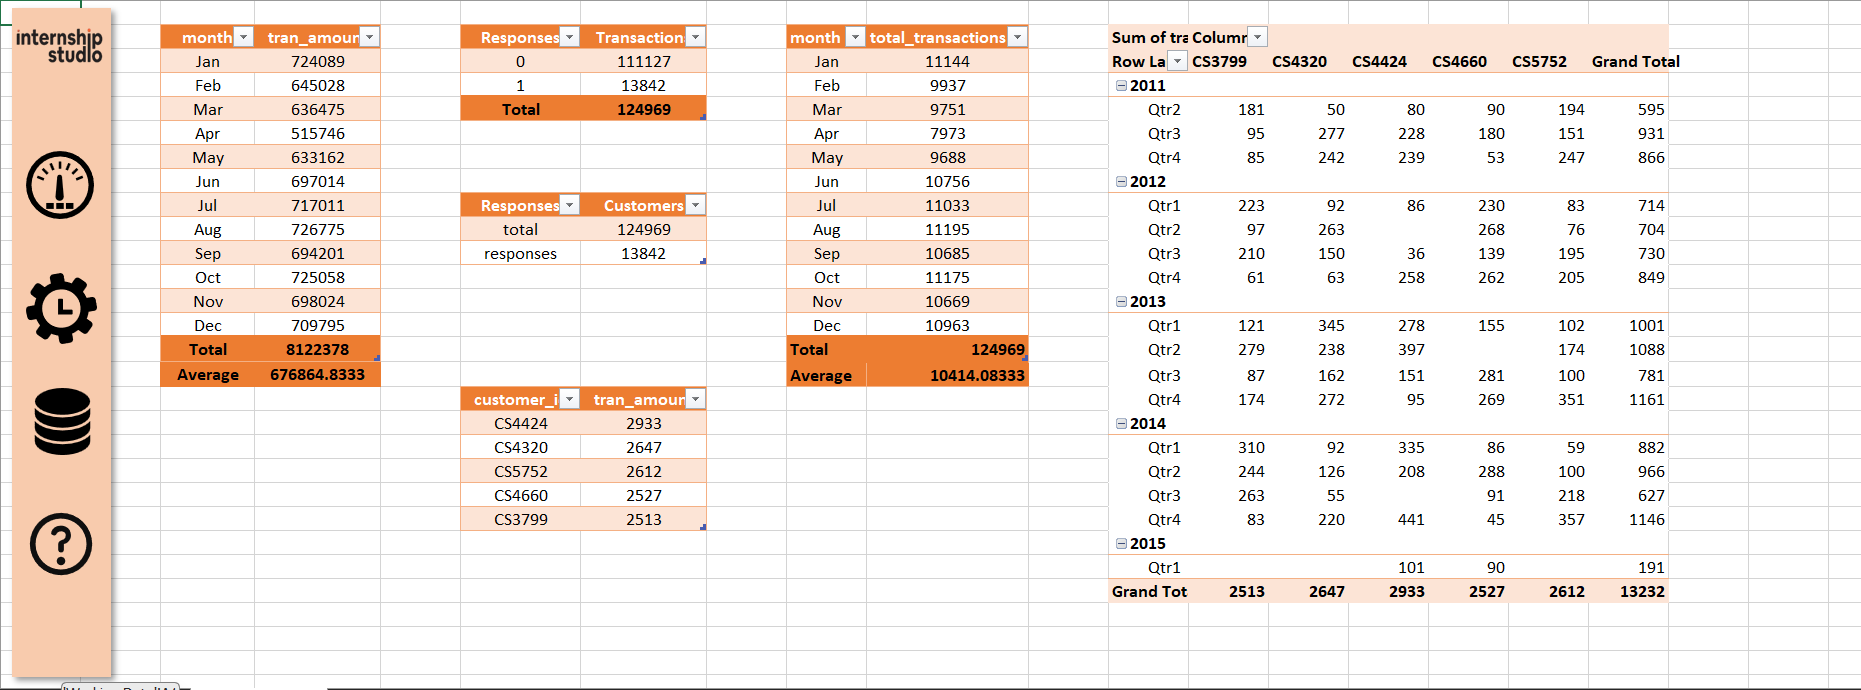 internship
studio
month tran_amoun
Jan 724089
Feb 645028
Mar 636475
Apr 515746
May 633162
Jun 697014
Jul 717011
Aug 726775
Sep 694201
Oct 725058
Nov 698024
Dec 709795
Total 8122378
Average 676864.8333
Responses Transaction
0 111127
1 13842
Total 124969
Responses Customers
total 124969
responses 13842
customer_i tran_amour
CS4424 2933
CS4320 2647
CS5752 2612
CS4660 2527
CS3799 2513
month total_transactions
Jan 11144
Feb 9937
Mar 9751
Apr 7973
May 9688
Jun 10756
Jul 11033
Aug 11195
Sep 10685
Oct 11175
Nov 10669
Dec 10963
Total 124969
Average 10414.08333
Sum of tra Column
Row La CS3799 CS4320 CS4424 CS4660 CS5752 Grand Total
2011
Qtr2 181 50 80 90 194 595
Qtr3 95 277 228 180 151 931
Qtr4 85 242 239 53 247 866
2012
Qtr1 223 92 86 230 83 714
Qtr2 97 263 268 76 704
Qtr3 210 150 36 139 195 730
Qtr4 61 63 258 262 205 849
2013
Qtr1 121 345 278 155 102 1001
Qtr2 279 238 397 174 1088
Qtr3 87 162 151 281 100 781
Qtr4 174 272 95 269 351 1161
2014
Qtr1 310 92 335 86 59 882
Qtr2 244 126 208 288 100 966
Qtr3 263 55 91 218 627
Qtr4 83 220 441 45 357 1146
2015
Qtr1 101 90 191
Grand Tot 2513 2647 2933 2527 2612 13232